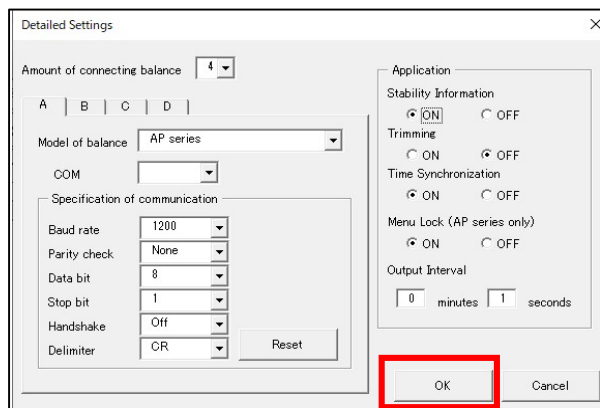 Detailed Settings
Amount of connecting balance 4
A B C D
Model of balance AP series
COM
Specification of communication
Baud rate 1200
Parity check None
Data bit 8
Stop bit 1
Handshake Off
Delimiter CR
Reset
Application
Stability Information
ON OFF
Trimming
ON OFF
Time Synchronization
ON OFF
Menu Lock (AP series only)
ON OFF
Output Interval
0 minutes 1 seconds
OK Cancel